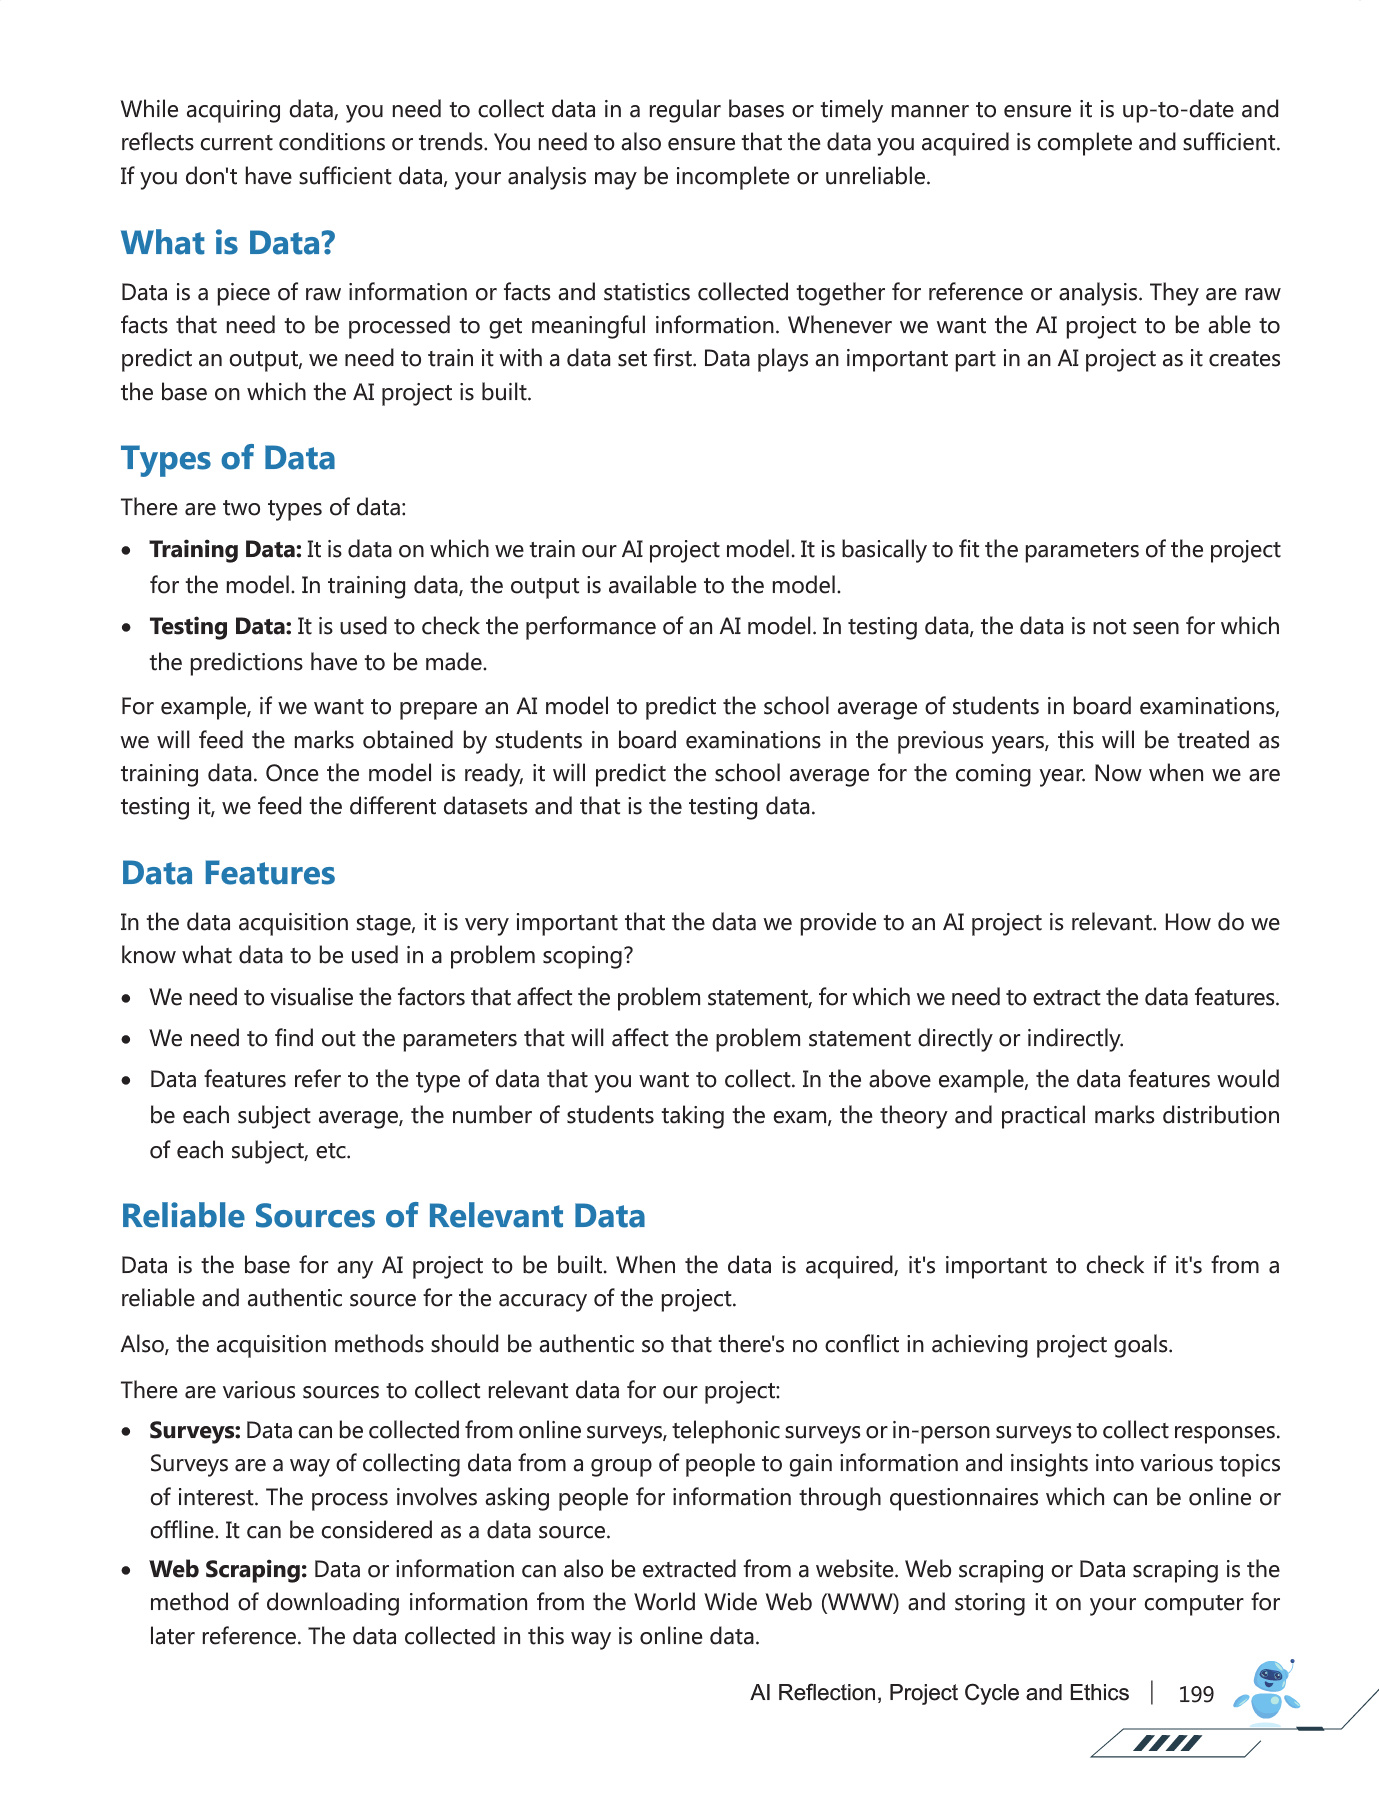 While acquiring data, you need to collect data in a regular bases or timely manner to ensure it is up-to-date and
reflects current conditions or trends. You need to also ensure that the data you acquired is complete and sufficient.
If you don't have sufficient data, your analysis may be incomplete or unreliable.
What is Data?
Data is a piece of raw information or facts and statistics collected together for reference or analysis. They are raw
facts that need to be processed to get meaningful information. Whenever we want the AI project to be able to
predict an output, we need to train it with a data set first. Data plays an important part in an AI project as it creates
the base on which the AI project is built.
Types of Data
There are two types of data:
• Training Data: It is data on which we train our AI project model. It is basically to fit the parameters of the project
for the model. In training data, the output is available to the model.
• Testing Data: It is used to check the performance of an AI model. In testing data, the data is not seen for which
the predictions have to be made.
For example, if we want to prepare an AI model to predict the school average of students in board examinations,
we will feed the marks obtained by students in board examinations in the previous years, this will be treated as
training data. Once the model is ready, it will predict the school average for the coming year. Now when we are
testing it, we feed the different datasets and that is the testing data.
Data Features
In the data acquisition stage, it is very important that the data we provide to an AI project is relevant. How do we
know what data to be used in a problem scoping?
• We need to visualise the factors that affect the problem statement, for which we need to extract the data features.
• We need to find out the parameters that will affect the problem statement directly or indirectly.
• Data features refer to the type of data that you want to collect. In the above example, the data features would
be each subject average, the number of students taking the exam, the theory and practical marks distribution
of each subject, etc.
Reliable Sources of Relevant Data
Data is the base for any AI project to be built. When the data is acquired, it's important to check if it's from a
reliable and authentic source for the accuracy of the project.
Also, the acquisition methods should be authentic so that there's no conflict in achieving project goals.
There are various sources to collect relevant data for our project:
• Surveys: Data can be collected from online surveys, telephonic surveys or in-person surveys to collect responses.
Surveys are a way of collecting data from a group of people to gain information and insights into various topics
of interest. The process involves asking people for information through questionnaires which can be online or
offline. It can be considered as a data source.
• Web Scraping: Data or information can also be extracted from a website. Web scraping or Data scraping is the
method of downloading information from the World Wide Web (WWW) and storing it on your computer for
later reference. The data collected in this way is online data.
AI Reflection, Project Cycle and Ethics | 199